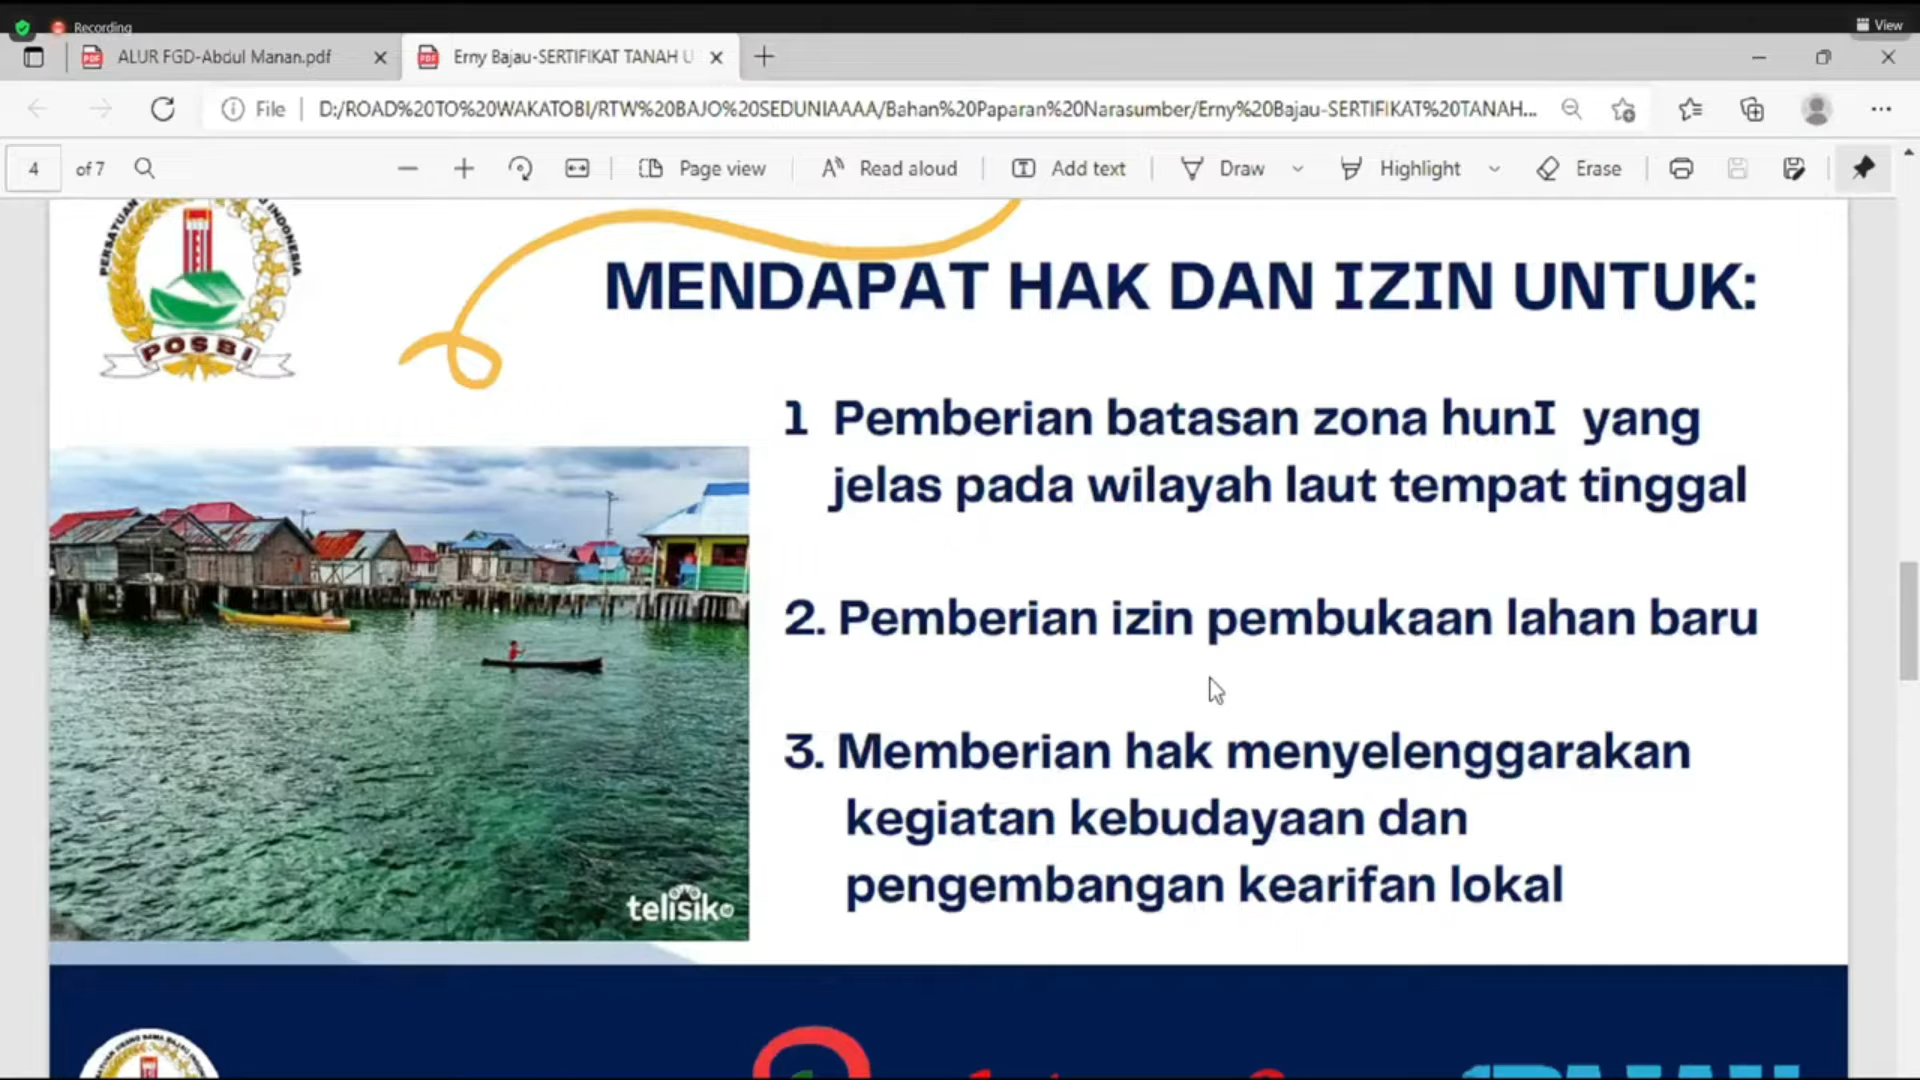 Recording
View
ALUR FGD-Abdul Manan.pdf
Erny Bajau-SERTIFIKAT TANAH U
File
D:/ROAD%20TO%20WAKATOBI/RTW%20BAJO%20SEDUNIAAAA/Bahan%20Paparan%20Narasumber/Erny%20Bajau-SERTIFIKAT%20TANAH...
4 of 7
Page view
Read aloud
Add text
Draw
Highlight
Erase
PERSATUAN
INDONESIA
POSBI
MENDAPAT HAK DAN IZIN UNTUK:
1 Pemberian batasan zona hunI yang
jelas pada wilayah laut tempat tinggal
2. Pemberian izin pembukaan lahan baru
3. Memberian hak menyelenggarakan
kegiatan kebudayaan dan
pengembangan kearifan lokal
telisik